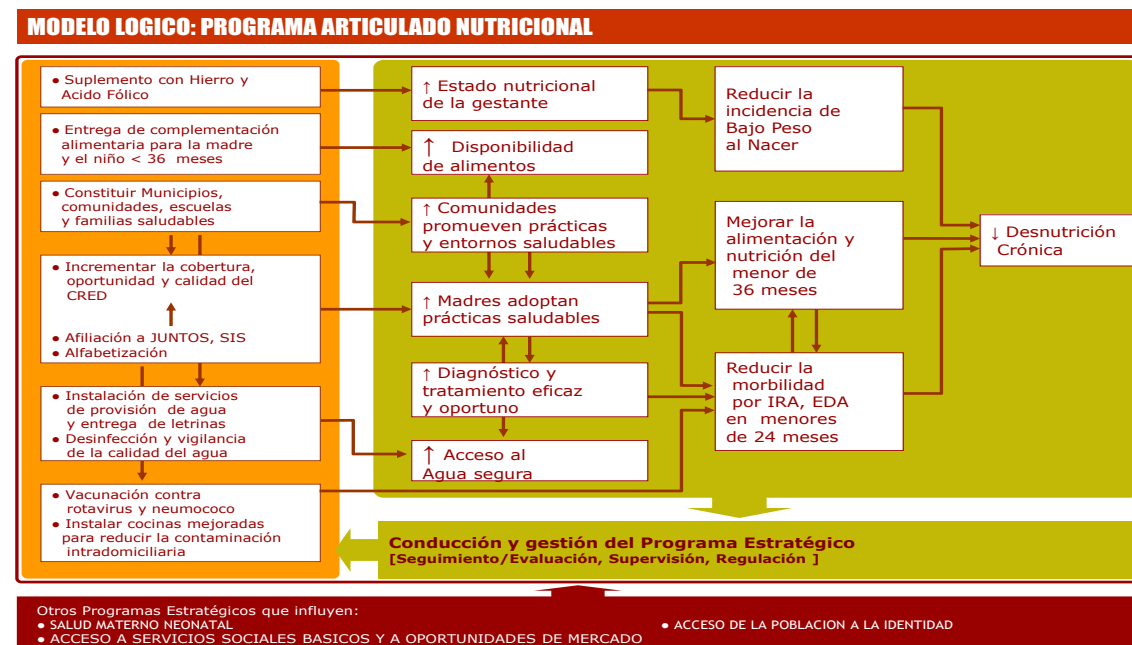 MODELO LOGICO: PROGRAMA ARTICULADO NUTRICIONAL
● Suplemento con Hierro y
Acido Fólico
● Entrega de complementación
alimentaria para la madre
y el niño < 36 meses
● Constituir Municipios,
comunidades, escuelas
y familias saludables
● Incrementar la cobertura,
oportunidad y calidad del
CRED
● Afiliación a JUNTOS, SIS
● Alfabetización
● Instalación de servicios
de provisión de agua
y entrega de letrinas
● Desinfección y vigilancia
de la calidad del agua
● Vacunación contra
rotavirus y neumococo
● Instalar cocinas mejoradas
para reducir la contaminación
intradomiciliaria
↑ Estado nutricional
de la gestante
↑ Disponibilidad
de alimentos
↑ Comunidades
promueven prácticas
y entornos saludables
↑ Madres adoptan
prácticas saludables
↑ Diagnóstico y
tratamiento eficaz
y oportuno
↑ Acceso al
Agua segura
Reducir la
incidencia de
Bajo Peso
al Nacer
Mejorar la
alimentación y
nutrición del
menor de
36 meses
Reducir la
morbilidad
por IRA, EDA
en menores
de 24 meses
↓ Desnutrición
Crónica
Conducción y gestión del Programa Estratégico
[Seguimiento/Evaluación, Supervisión, Regulación ]
Otros Programas Estratégicos que influyen:
● SALUD MATERNO NEONATAL
● ACCESO A SERVICIOS SOCIALES BASICOS Y A OPORTUNIDADES DE MERCADO
● ACCESO DE LA POBLACION A LA IDENTIDAD